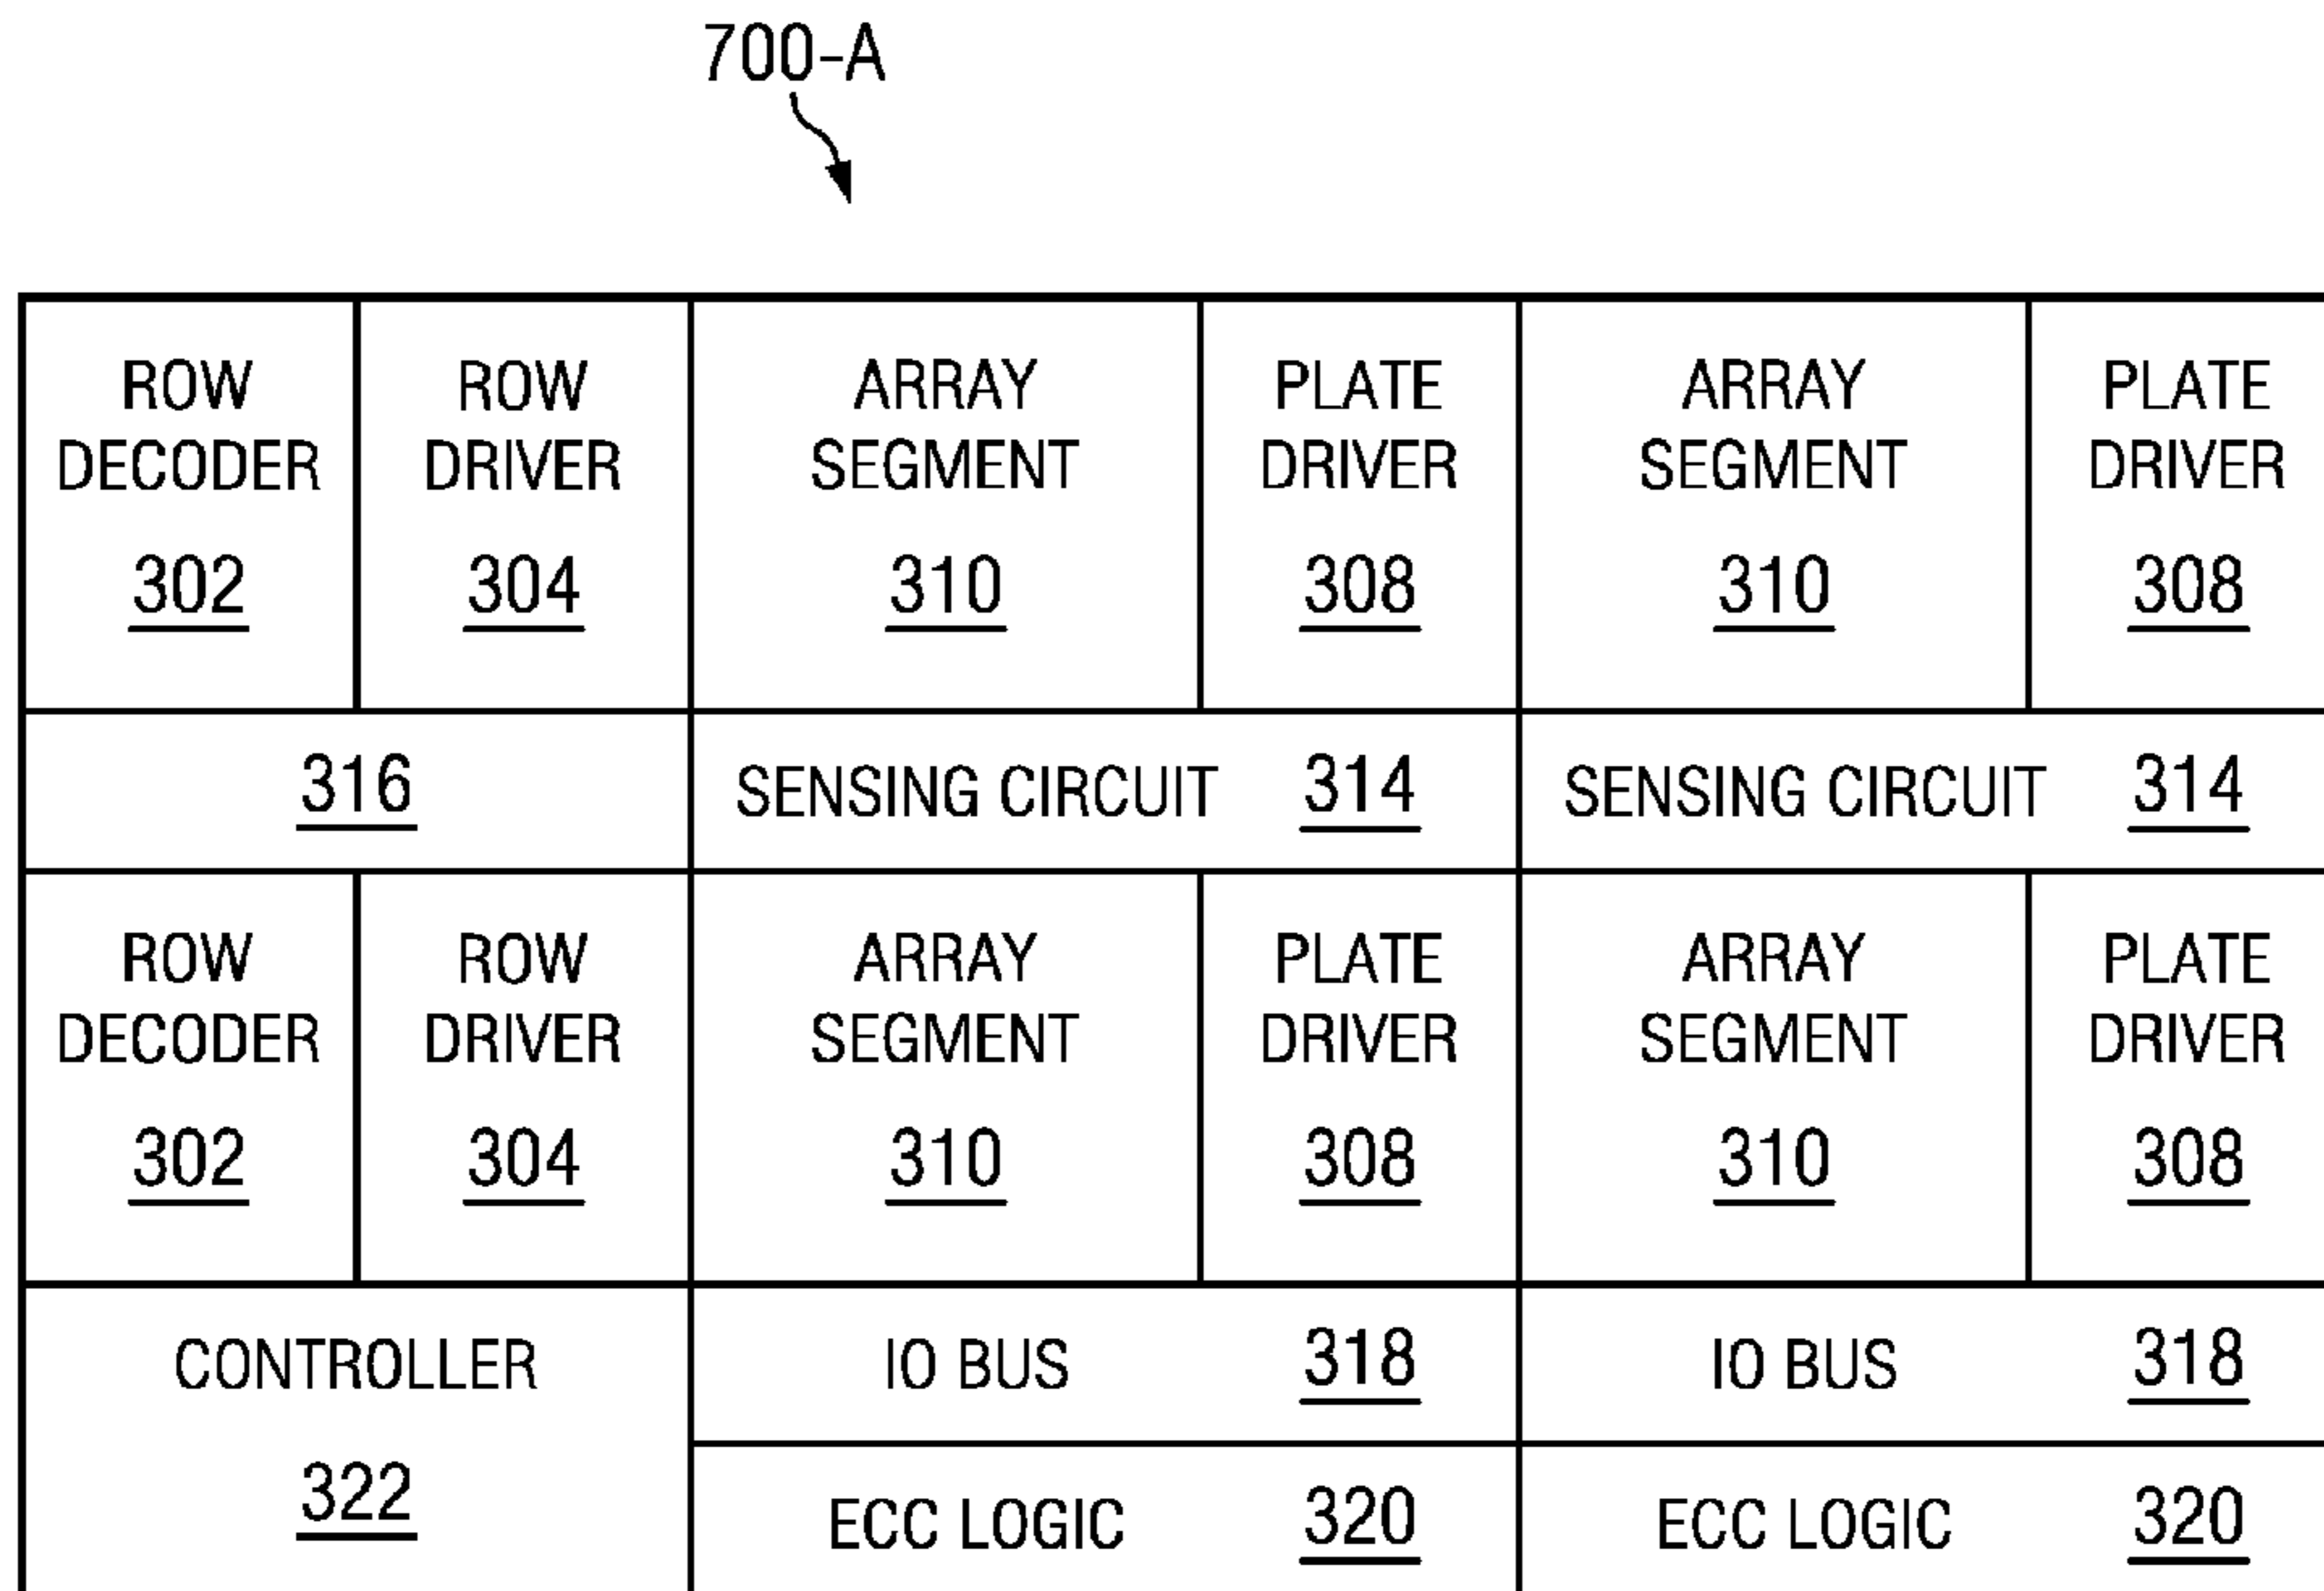 700-A
ROW ROW ARRAY PLATE ARRAY PLATE
DECODER DRIVER SEGMENT DRIVER SEGMENT DRIVER
302 304 310 308 310 308
316 SENSING CIRCUIT 314 SENSING CIRCUIT 314
ROW ROW ARRAY PLATE ARRAY PLATE
DECODER DRIVER SEGMENT DRIVER SEGMENT DRIVER
302 304 310 308 310 308
CONTROLLER IO BUS 318 IO BUS 318
322 ECC LOGIC 320 ECC LOGIC 320